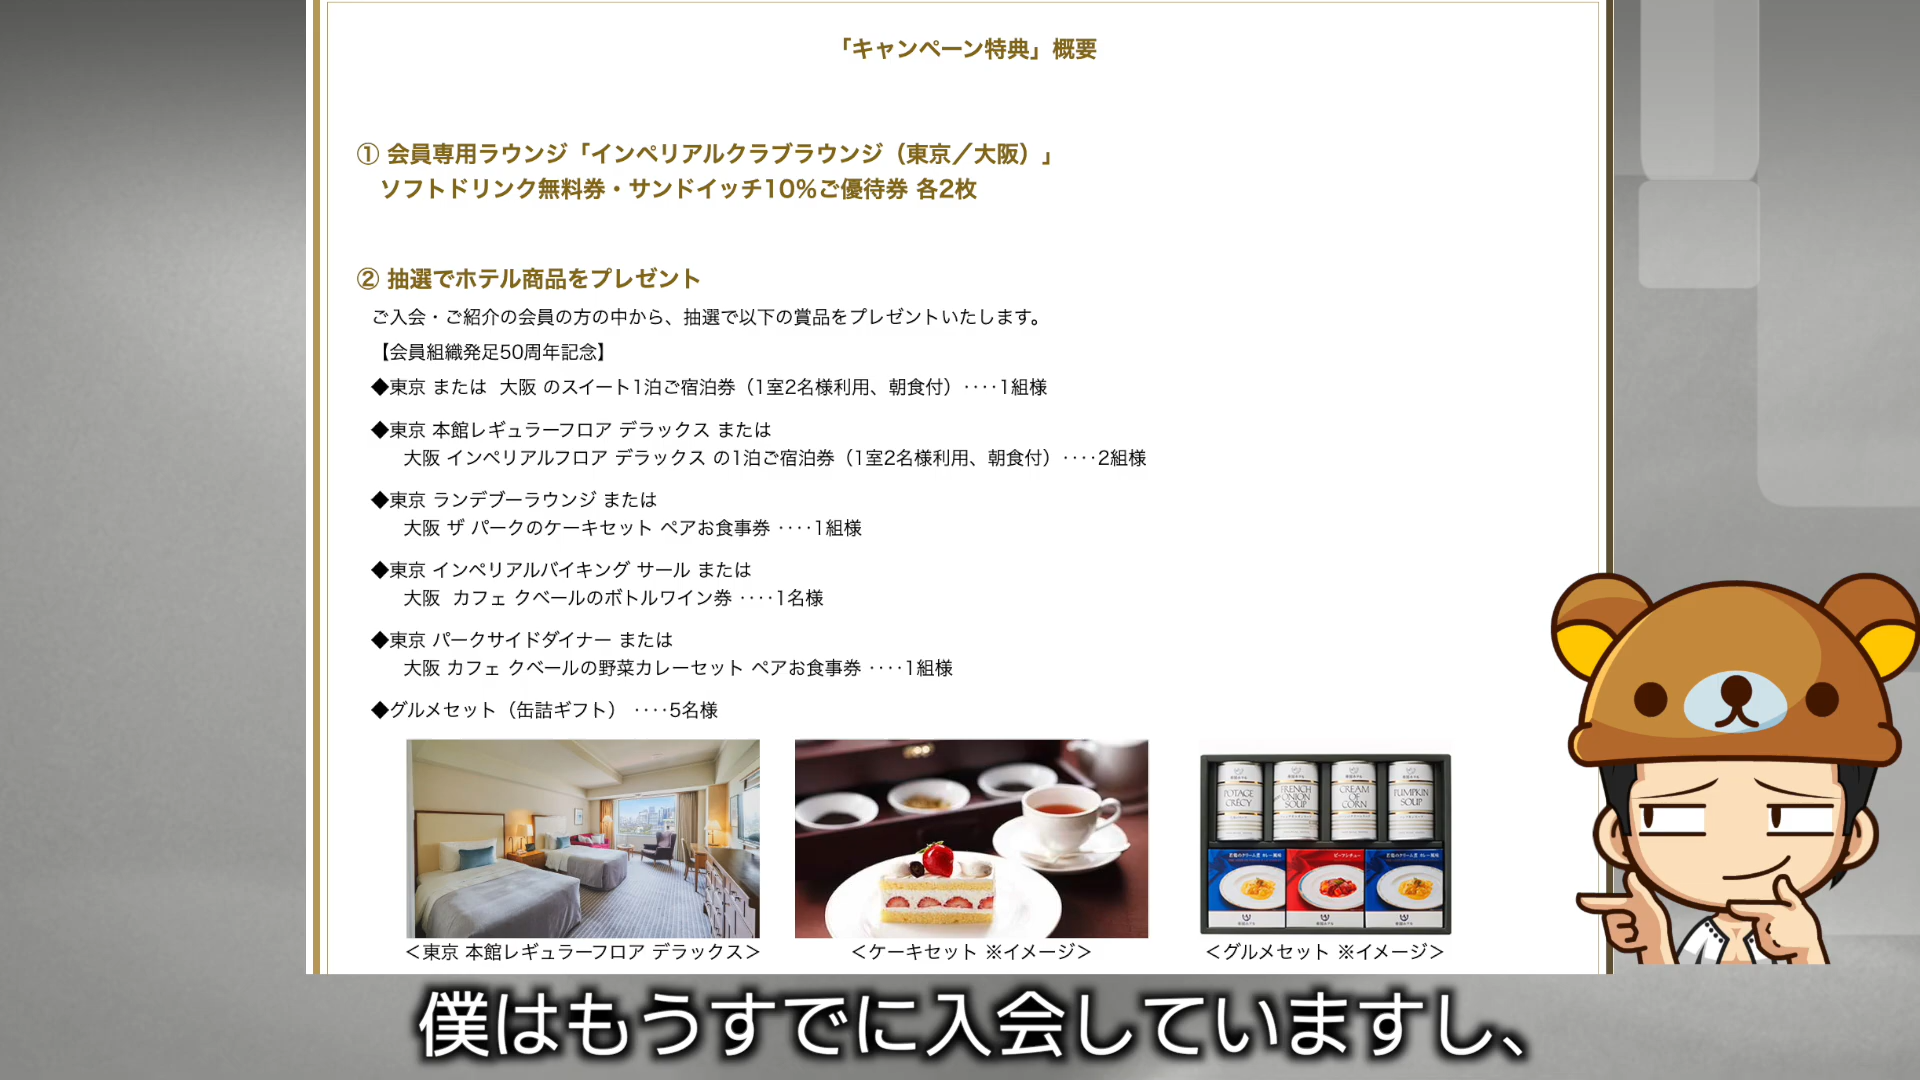 「キャンペーン特典」概要
① 会員専用ラウンジ「インペリアルクラブラウンジ（東京／大阪）」
ソフトドリンク無料券・サンドイッチ10%ご優待券 各2枚
② 抽選でホテル商品をプレゼント
ご入会・ご紹介の会員の方の中から、抽選で以下の賞品をプレゼントいたします。
【会員組織発足50周年記念】
◆東京 または 大阪 のスイート1泊ご宿泊券（1室2名様利用、朝食付）‥‥1組様
◆東京 本館レギュラーフロア デラックス または
大阪 インペリアルフロア デラックス の1泊ご宿泊券（1室2名様利用、朝食付）‥‥2組様
◆東京 ランデブーラウンジ または
大阪 ザ パークのケーキセット ペアお食事券 ‥‥1組様
◆東京 インペリアルバイキング サール または
大阪 カフェ クベールのボトルワイン券 ‥‥1名様
◆東京 パークサイドダイナー または
大阪 カフェ クベールの野菜カレーセット ペアお食事券 ‥‥1組様
◆グルメセット（缶詰ギフト） ‥‥5名様
POTAGE CRÉCY
FRENCH ONION SOUP
CREAM OF CORN
PUMPKIN SOUP
＜東京 本館レギュラーフロア デラックス＞
＜ケーキセット ※イメージ＞
＜グルメセット ※イメージ＞
僕はもうすでに入会していますし、